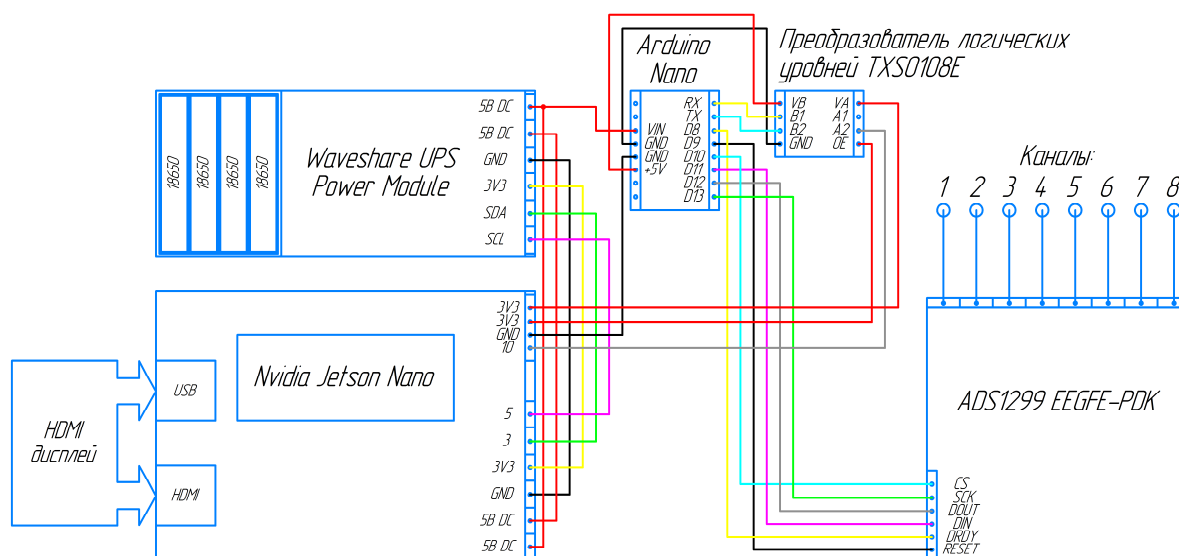 Arduino
Nano
Преобразователь логических
уровней TXS0108E
18650
18650
18650
18650
Waveshare UPS
Power Module
5В DC
5В DC
GND
3V3
SDA
SCL
VIN
GND
GND
+5V
RX
TX
D8
D9
D10
D11
D12
D13
VB
B1
B2
GND
VA
A1
A2
OE
Каналы:
1 2 3 4 5 6 7 8
Nvidia Jetson Nano
3V3
3V3
GND
10
5
3
3V3
GND
5В DC
5В DC
HDMI
дисплей
USB
HDMI
ADS1299 EEGFE-PDK
CS
SCK
DOUT
DIN
DRDY
RESET